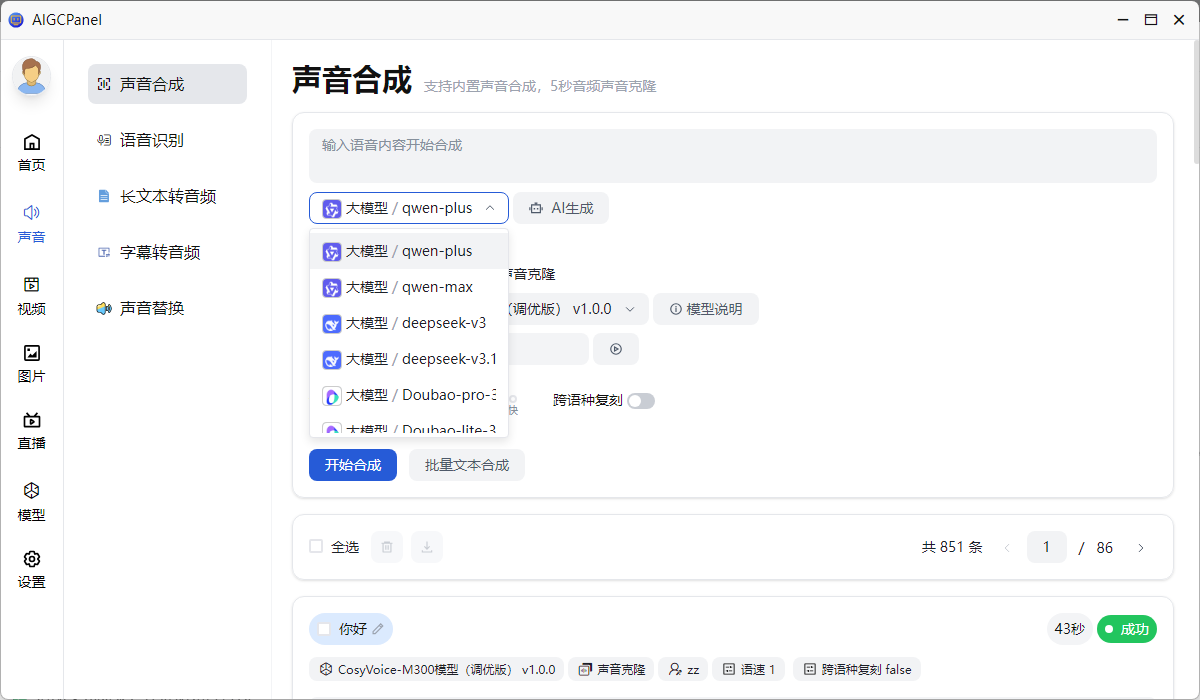 AIGCPanel
首页
声音
视频
图片
直播
模型
设置
声音合成
语音识别
长文本转音频
字幕转音频
声音替换
声音合成 支持内置声音合成，5秒音频声音克隆
输入语音内容开始合成
大模型 / qwen-plus AI生成
大模型 / qwen-plus
大模型 / qwen-max
大模型 / deepseek-v3
大模型 / deepseek-v3.1
大模型 / Doubao-pro-3
大模型 / Doubao-lite-3
声音克隆
（调优版） v1.0.0 模型说明
快 跨语种复刻
开始合成 批量文本合成
全选 共 851 条 1 / 86
你好 43秒 成功
CosyVoice-M300模型（调优版） v1.0.0 声音克隆 zz 语速 1 跨语种复刻 false